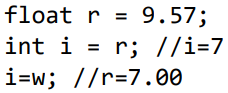 float r = 9.57;
int i = r; //i=7
i=w; //r=7.00